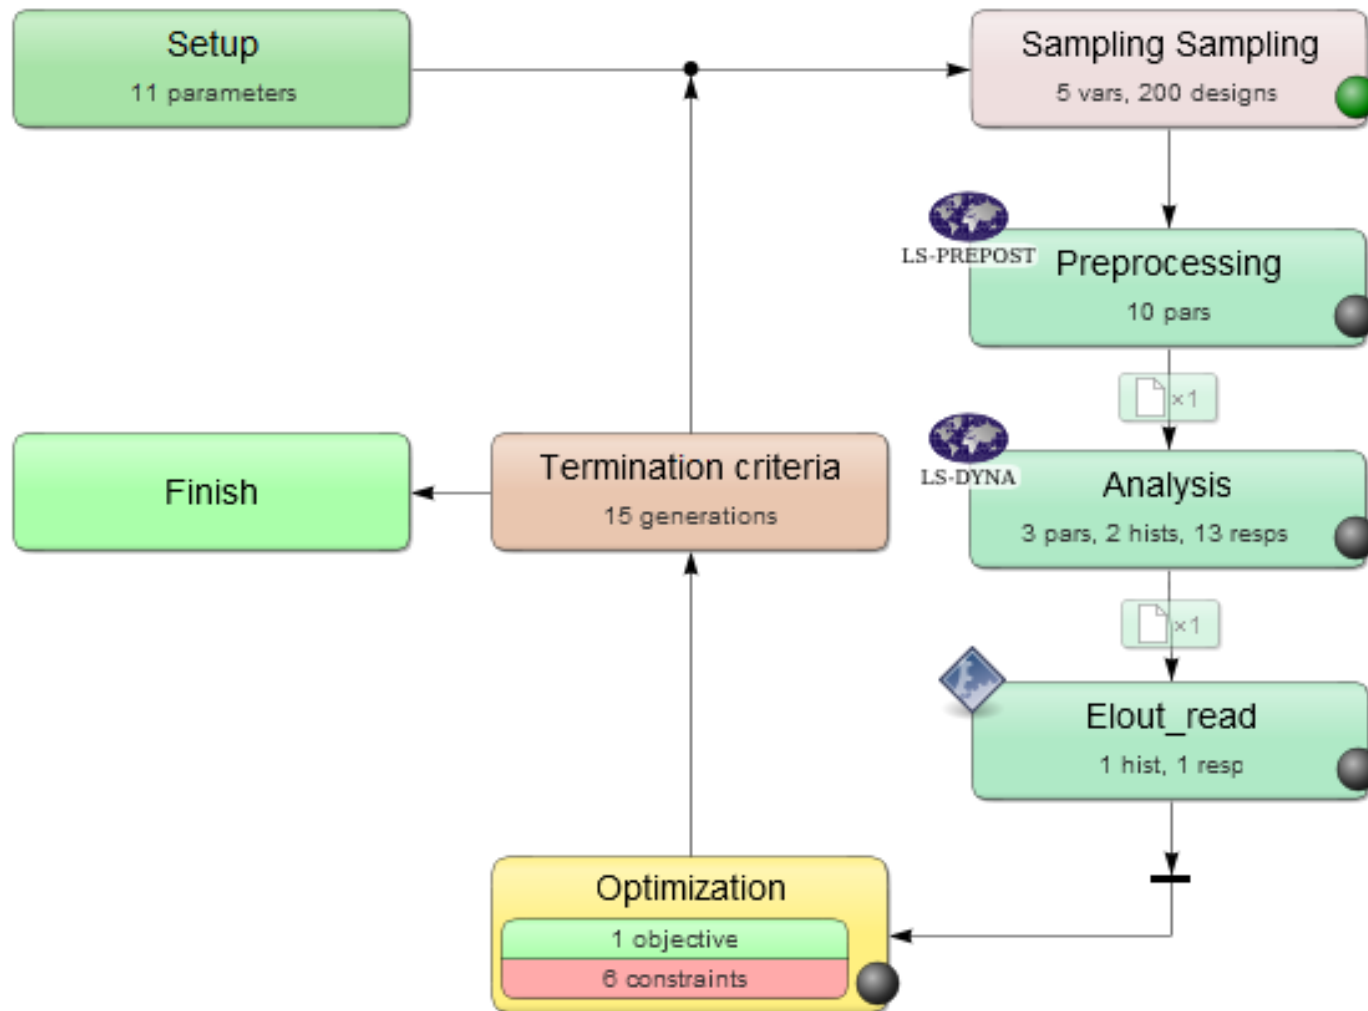 Setup
11 parameters
Sampling Sampling
5 vars, 200 designs
LS-PREPOST
Preprocessing
10 pars
×1
LS-DYNA
Analysis
3 pars, 2 hists, 13 resps
×1
Elout_read
1 hist, 1 resp
Termination criteria
15 generations
Finish
Optimization
1 objective
6 constraints